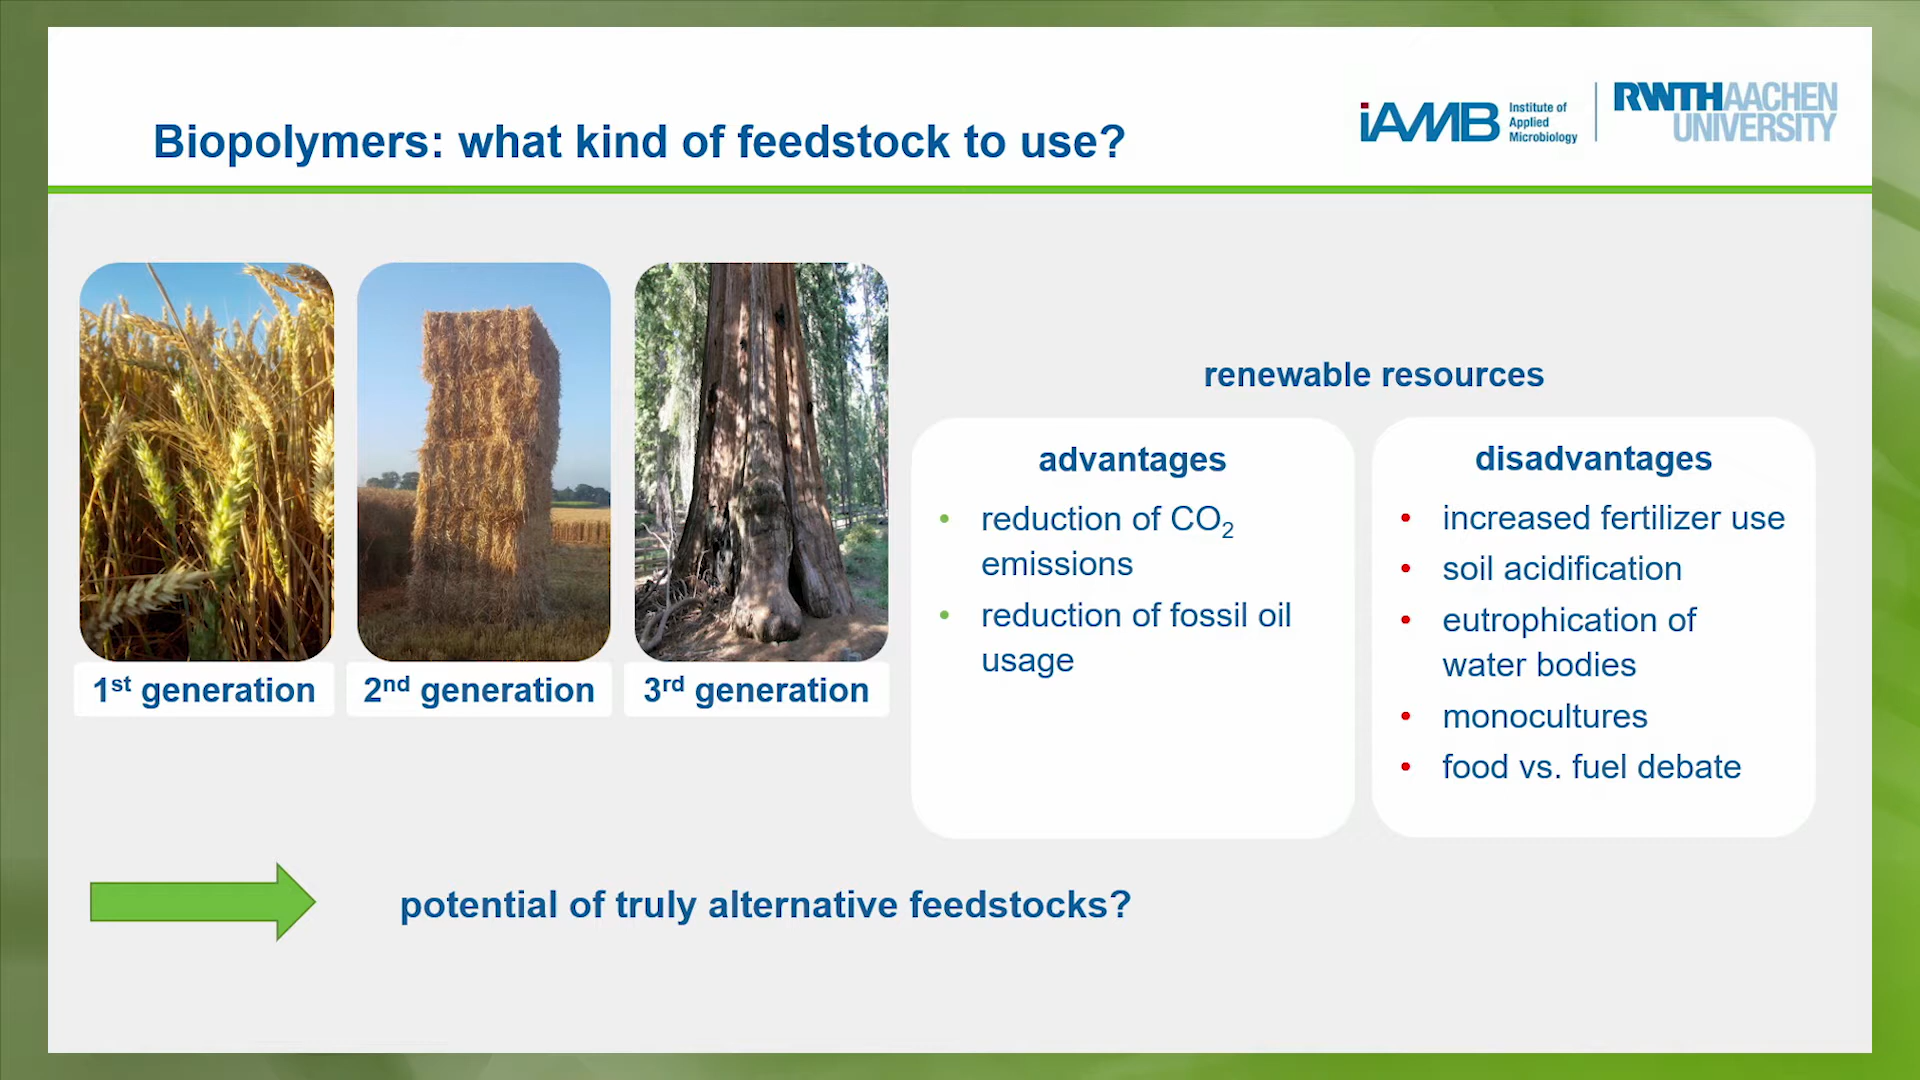 Biopolymers: what kind of feedstock to use?
iAMB
Institute of
Applied
Microbiology
RWTHAACHEN
UNIVERSITY
1st generation
2nd generation
3rd generation
renewable resources
advantages
• reduction of CO2
emissions
• reduction of fossil oil
usage
disadvantages
• increased fertilizer use
• soil acidification
• eutrophication of
water bodies
• monocultures
• food vs. fuel debate
potential of truly alternative feedstocks?